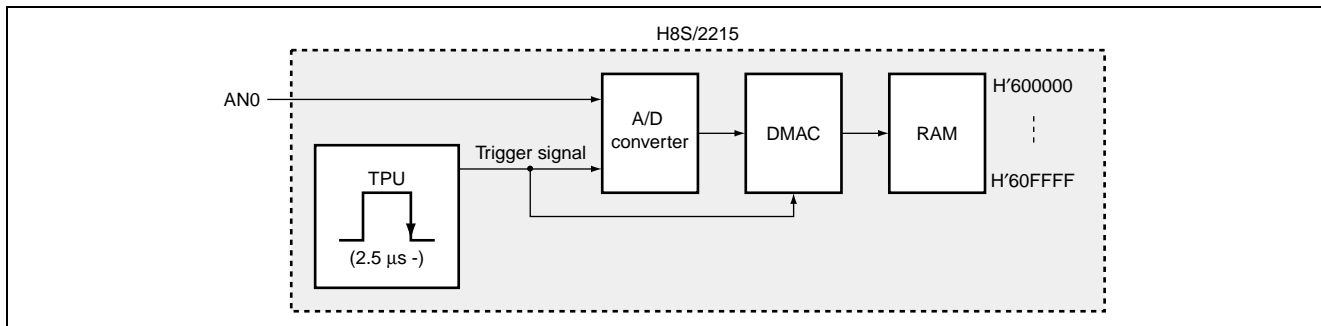 H8S/2215
AN0
A/D
converter
DMAC
RAM
H'600000
H'60FFFF
Trigger signal
TPU
(2.5 μs -)